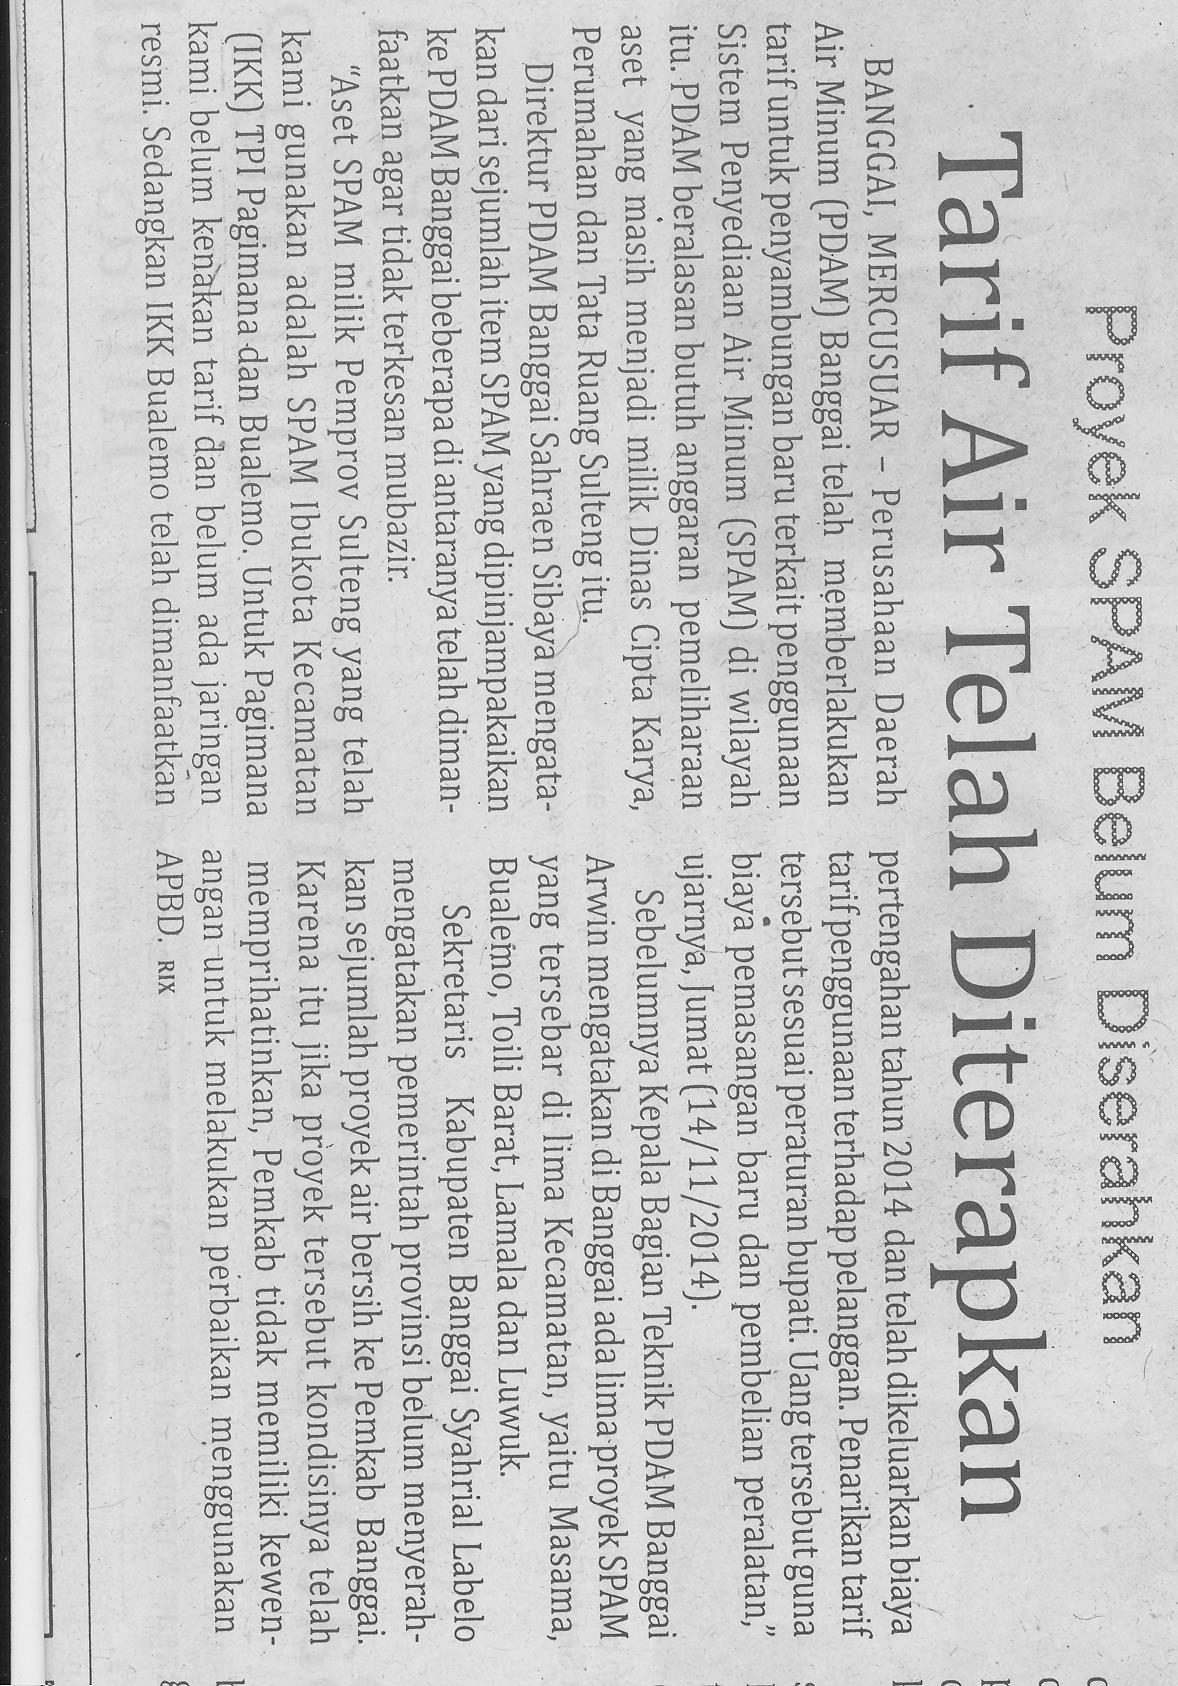 Proyek SPAM Belum Diserahkan
Tarif Air Telah Diterapkan
BANGGAI, MERCUSUAR – Perusahaan Daerah
Air Minum (PDAM) Banggai telah memberlakukan
tarif untuk penyambungan baru terkait penggunaan
Sistem Penyediaan Air Minum (SPAM) di wilayah
itu. PDAM beralasan butuh anggaran pemeliharaan
aset yang masih menjadi milik Dinas Cipta Karya,
Perumahan dan Tata Ruang Sulteng itu.
Direktur PDAM Banggai Sahraen Sibaya mengata-
kan dari sejumlah item SPAM yang dipinjampakaikan
ke PDAM Banggai beberapa di antaranya telah diman-
faatkan agar tidak terkesan mubazir.
“Aset SPAM milik Pemprov Sulteng yang telah
kami gunakan adalah SPAM Ibukota Kecamatan
(IKK) TPI Pagimana dan Bualemo. Untuk Pagimana
kami belum kenakan tarif dan belum ada jaringan
resmi. Sedangkan IKK Bualemo telah dimanfaatkan
pertengahan tahun 2014 dan telah dikeluarkan biaya
tarif penggunaan terhadap pelanggan. Penarikan tarif
tersebut sesuai peraturan bupati. Uang tersebut guna
biaya pemasangan baru dan pembelian peralatan,”
ujarnya, Jumat (14/11/2014).
Sebelumnya Kepala Bagian Teknik PDAM Banggai
Arwin mengatakan di Banggai ada lima proyek SPAM
yang tersebar di lima Kecamatan, yaitu Masama,
Bualemo, Toili Barat, Lamala dan Luwuk.
Sekretaris Kabupaten Banggai Syahrial Labelo
mengatakan pemerintah provinsi belum menyerah-
kan sejumlah proyek air bersih ke Pemkab Banggai.
Karena itu jika proyek tersebut kondisinya telah
memprihatinkan, Pemkab tidak memiliki kewen-
angan untuk melakukan perbaikan menggunakan
APBD. RIX